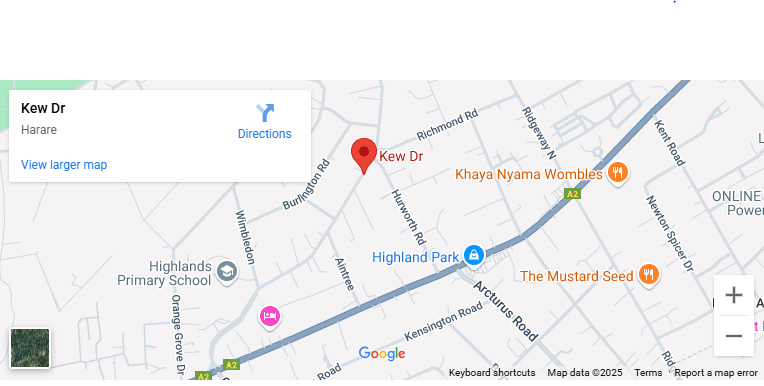 Kew Dr
Harare
Directions
View larger map
Richmond Rd
Ridgeway N
Kent Road
Kew Dr
Khaya Nyama Wombles
A2
Burlington Rd
Hurworth Rd
ONLINE
Power
Newton Spicer Dr
Wimbledon
Highland Park
Highlands
Primary School
Aintree
The Mustard Seed
Orange Grove Dr
Arcturus Road
Kensington Road
A2
A2
Road
Google
Keyboard shortcuts
Map data ©2025
Terms
Report a map error